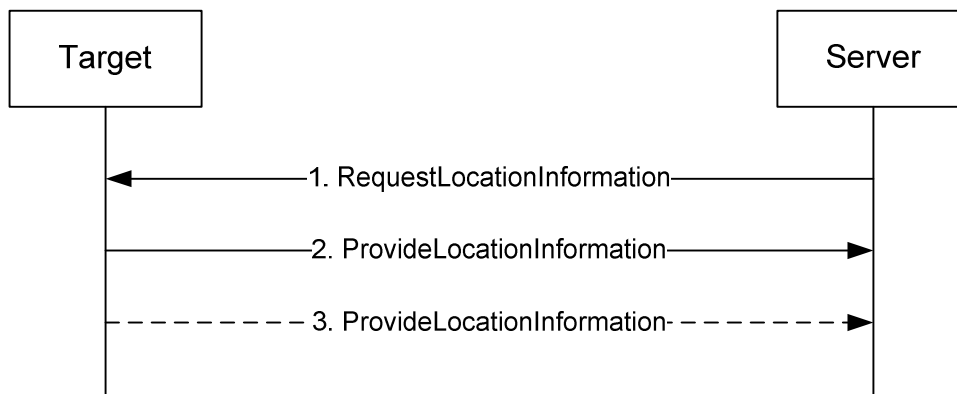 Target
Server
1. RequestLocationInformation
2. ProvideLocationInformation
3. ProvideLocationInformation